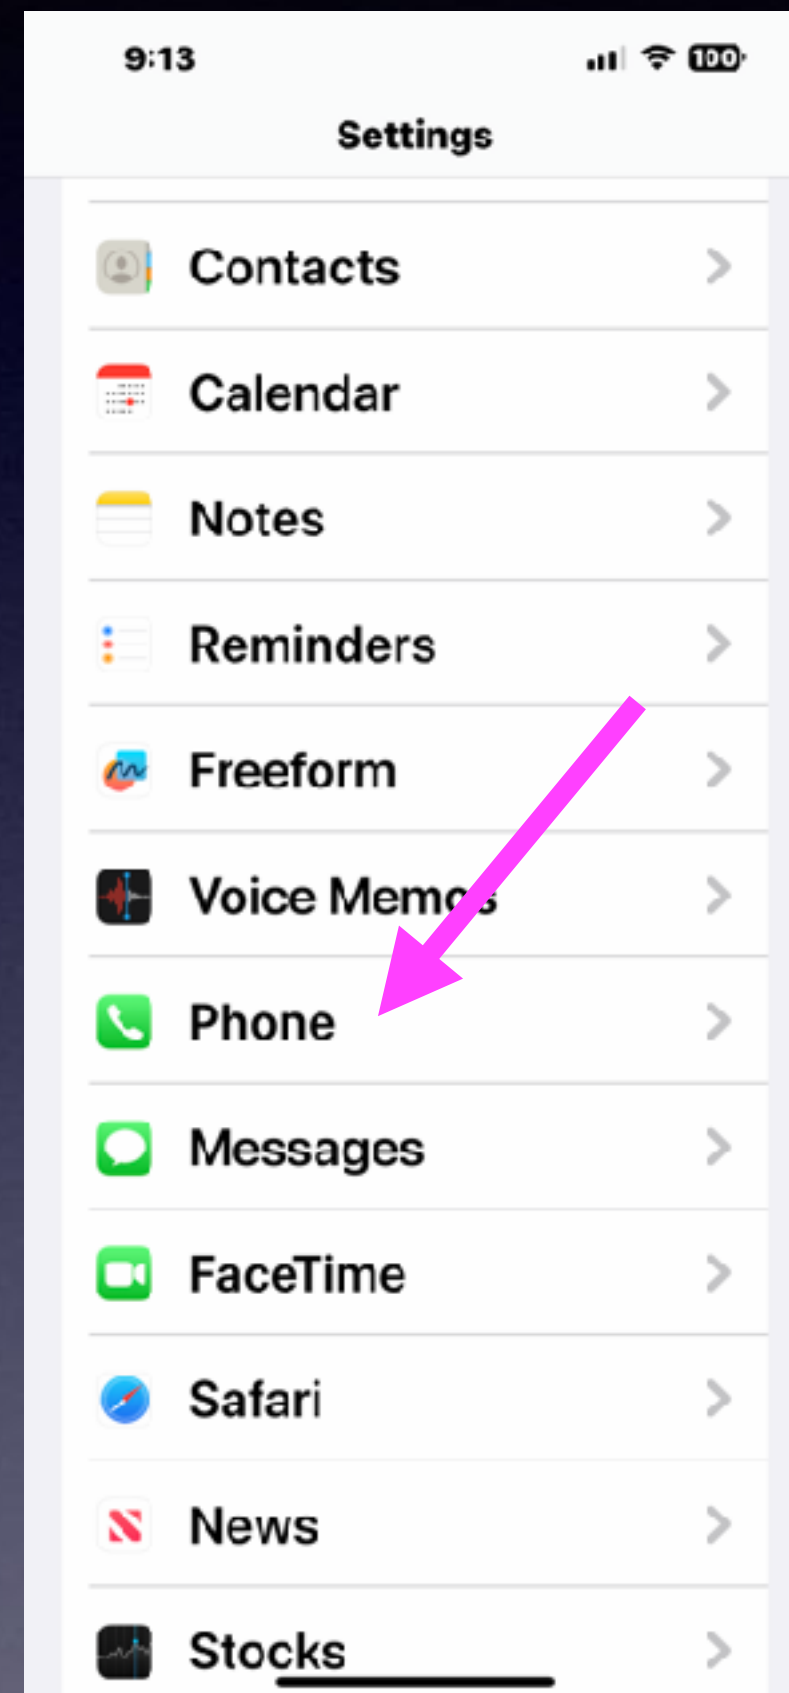 9:13
100
Settings
Contacts
Calendar
Notes
Reminders
Freeform
Voice Memos
Phone
Messages
FaceTime
Safari
News
Stocks